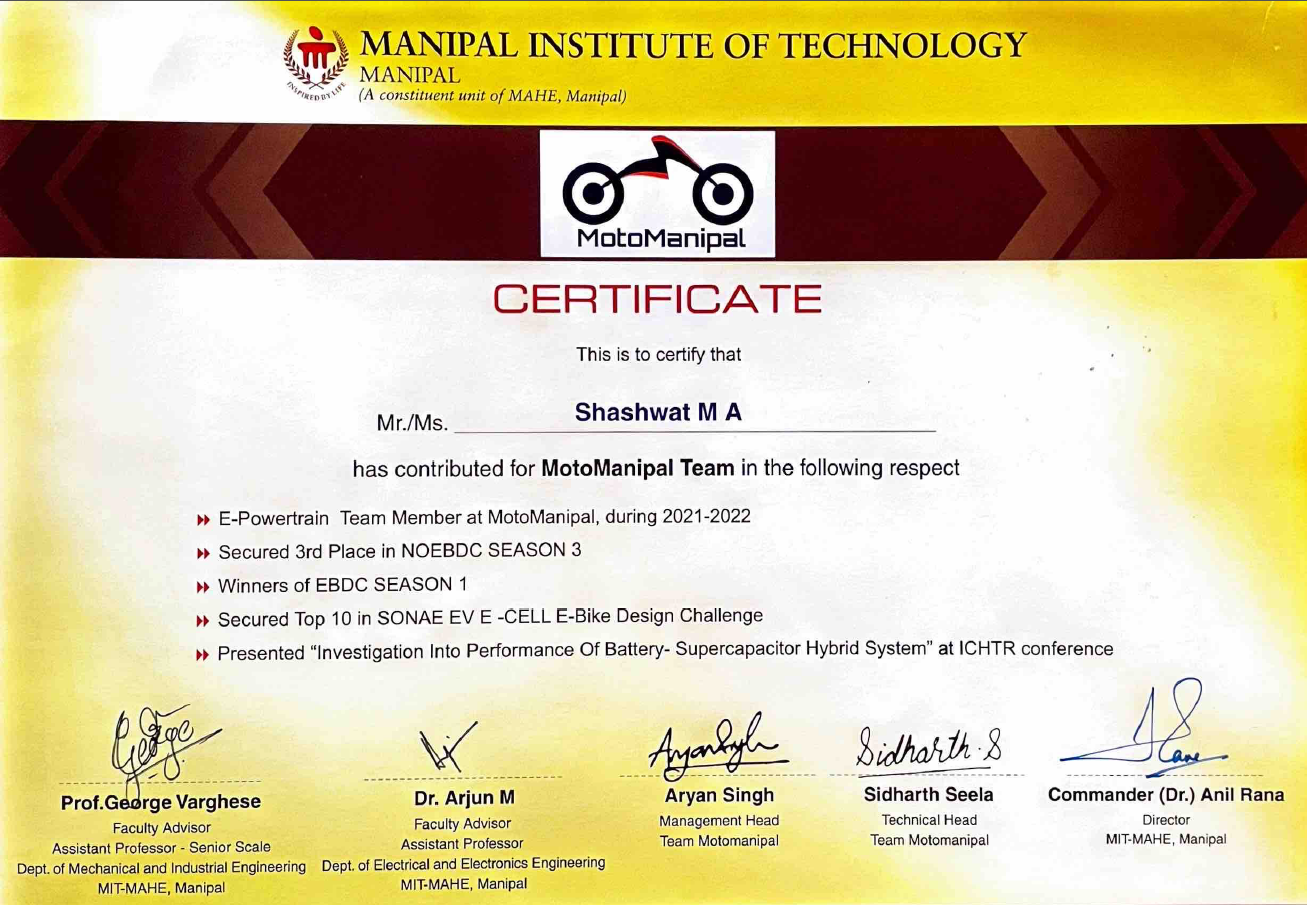 MANIPAL INSTITUTE OF TECHNOLOGY
MANIPAL
(A constituent unit of MAHE, Manipal)
INSPIRED BY LIFE
MotoManipal
CERTIFICATE
This is to certify that
Mr./Ms. Shashwat M A
has contributed for MotoManipal Team in the following respect
E-Powertrain Team Member at MotoManipal, during 2021-2022
Secured 3rd Place in NOEBDC SEASON 3
Winners of EBDC SEASON 1
Secured Top 10 in SONAE EV E -CELL E-Bike Design Challenge
Presented “Investigation Into Performance Of Battery- Supercapacitor Hybrid System” at ICHTR conference
George
Prof.George Varghese
Faculty Advisor
Assistant Professor - Senior Scale
Dept. of Mechanical and Industrial Engineering
MIT-MAHE, Manipal
Dr. Arjun M
Faculty Advisor
Assistant Professor
Dept. of Electrical and Electronics Engineering
MIT-MAHE, Manipal
Aryan Singh
Management Head
Team Motomanipal
Sidharth.S
Sidharth Seela
Technical Head
Team Motomanipal
Commander (Dr.) Anil Rana
Director
MIT-MAHE, Manipal